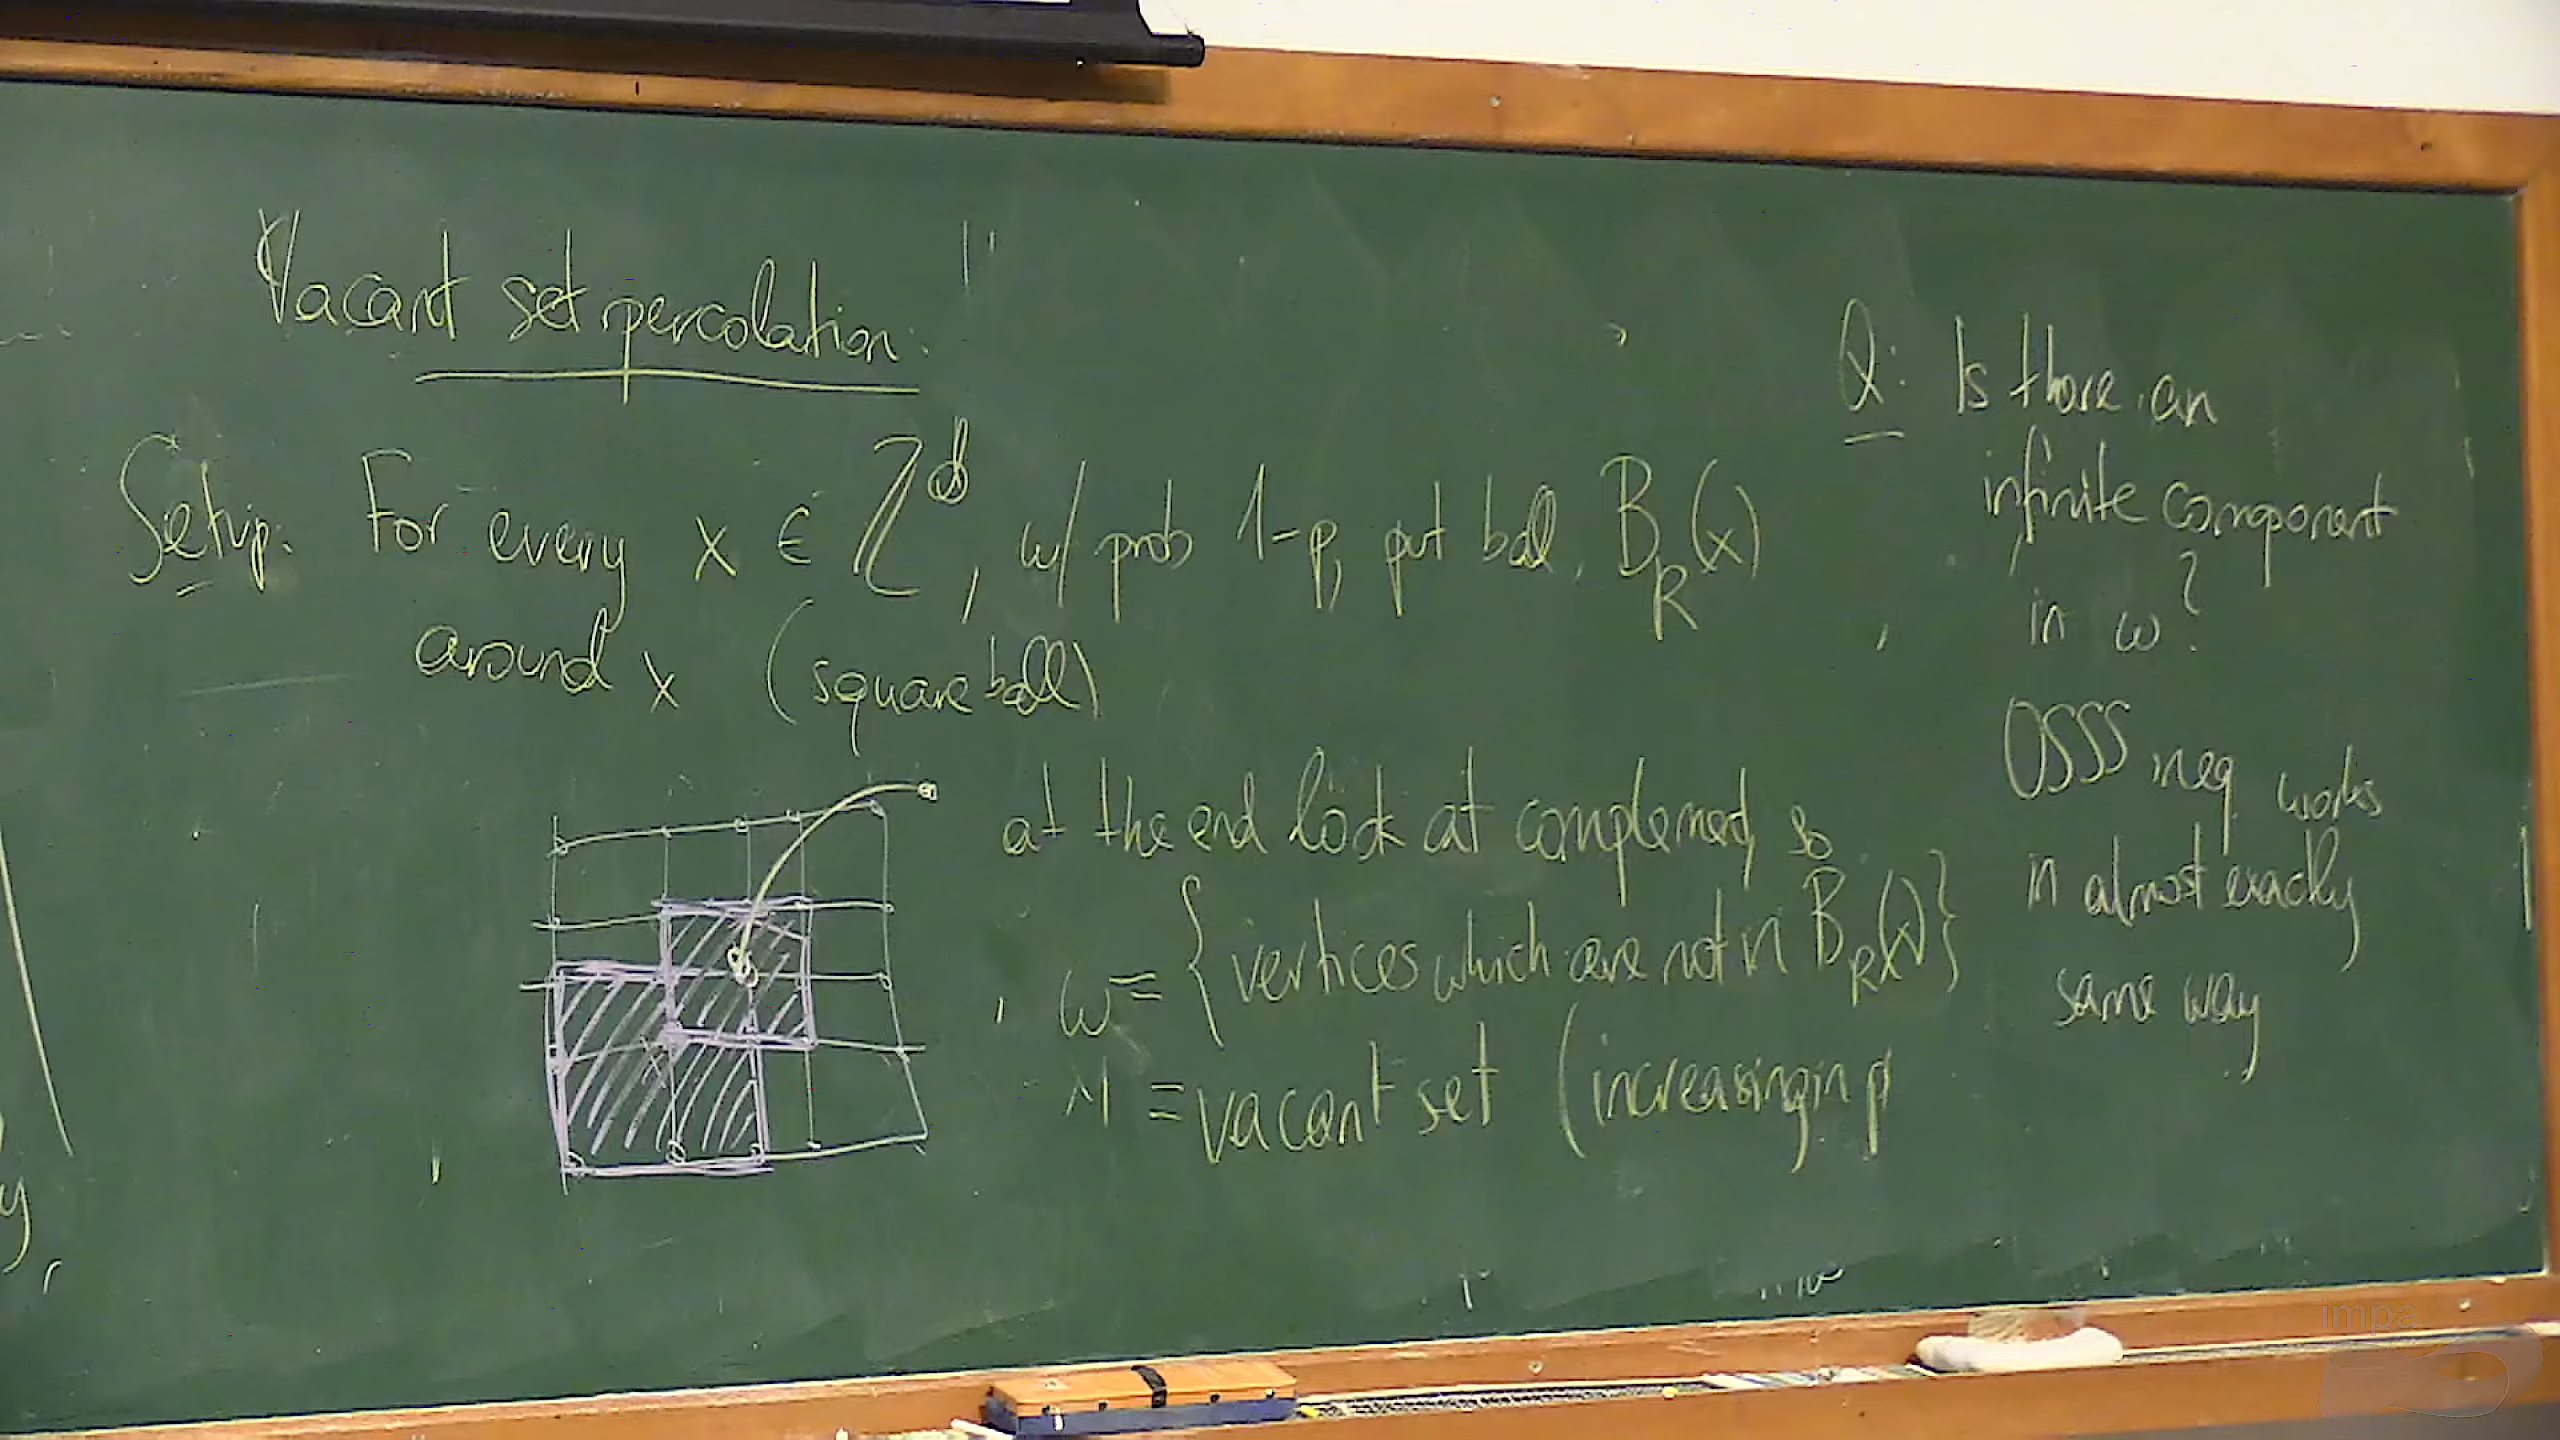 Vacant set percolation:
Setup. For every x ∈ ℤ^d, w/ prob 1-p, put ball B_R(x)
around x (square ball)
at the end look at complement, so
ω = {vertices which are not in B_R(x)}
= vacant set (increasing in p
Q: Is there an
infinite component
in ω?
OSSS ineq works
in almost exactly
same way
impa